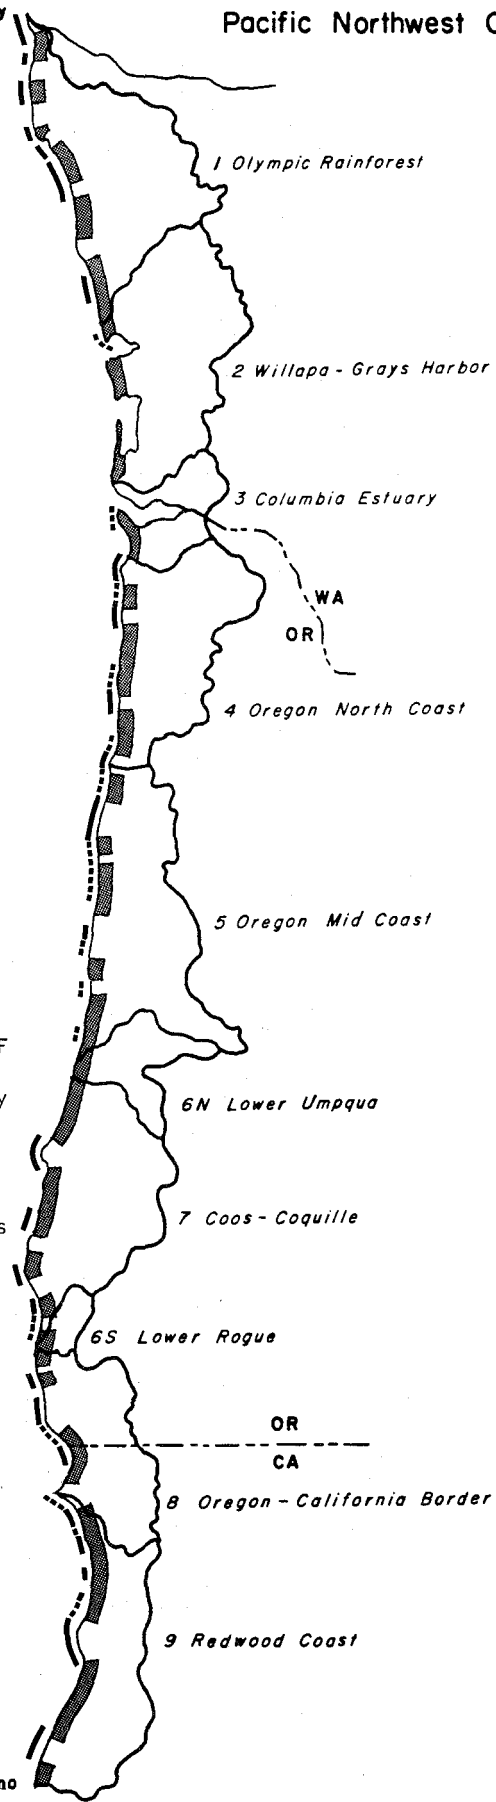 Pacific Northwest
1 Olympic Rainforest
2 Willapa - Grays Harbor
3 Columbia Estuary
WA
OR
4 Oregon North Coast
5 Oregon Mid Coast
6N Lower Umpqua
7 Coos - Coquille
6S Lower Rogue
OR
CA
8 Oregon - California Border
9 Redwood Coast